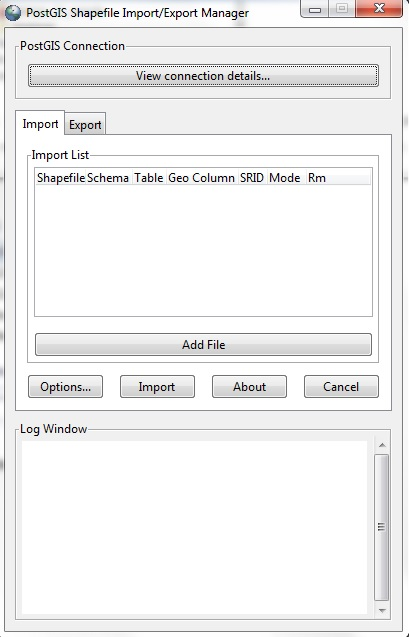 PostGIS Shapefile Import/Export Manager
PostGIS Connection
View connection details...
Import Export
Import List
Shapefile Schema Table Geo Column SRID Mode Rm
Add File
Options... Import About Cancel
Log Window